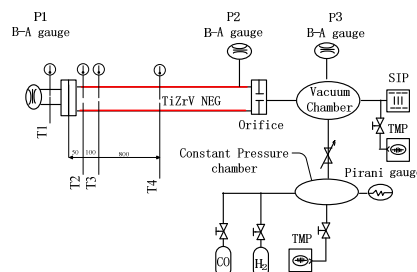 P1
B-A gauge
P2
B-A gauge
P3
B-A gauge
TiZrV NEG
Orifice
Vacuum
Chamber
SIP
TMP
T1
50
100
800
T2
T3
T4
Constant Pressure
chamber
Pirani gauge
TMP
CO
H2